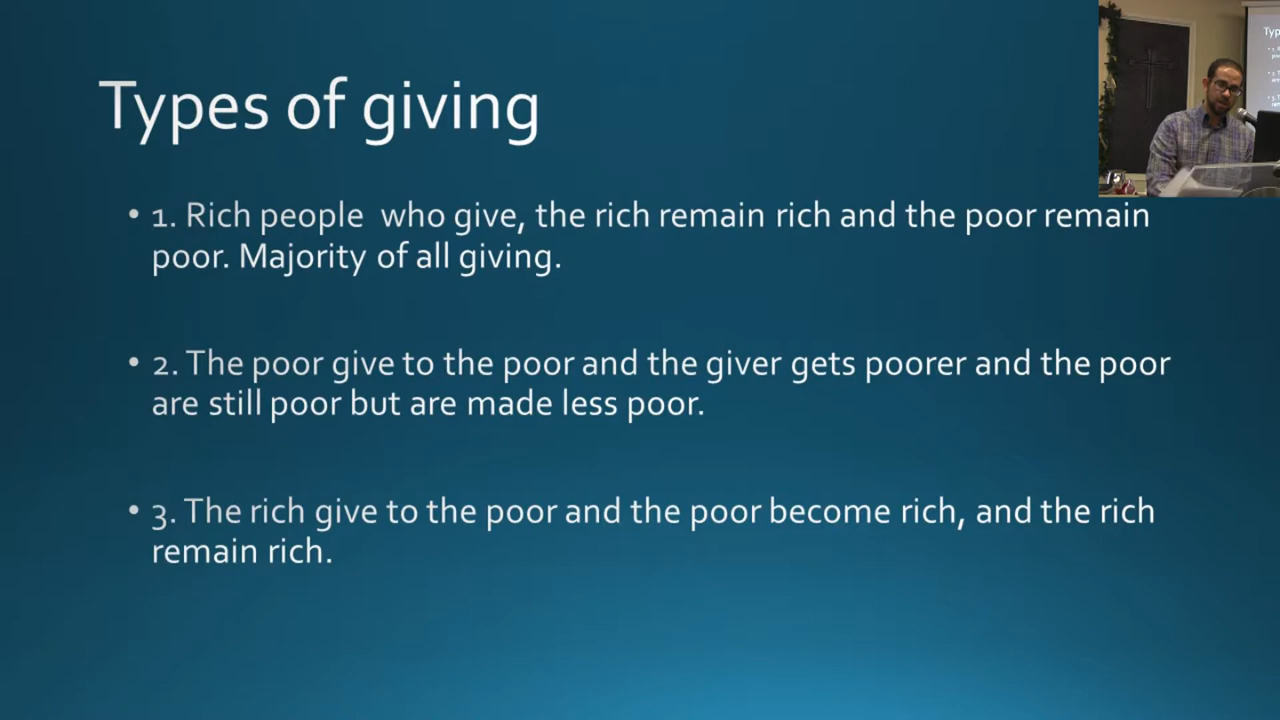 Types of giving
• 1. Rich people who give, the rich remain rich and the poor remain
poor. Majority of all giving.
• 2. The poor give to the poor and the giver gets poorer and the poor
are still poor but are made less poor.
• 3. The rich give to the poor and the poor become rich, and the rich
remain rich.
Typ